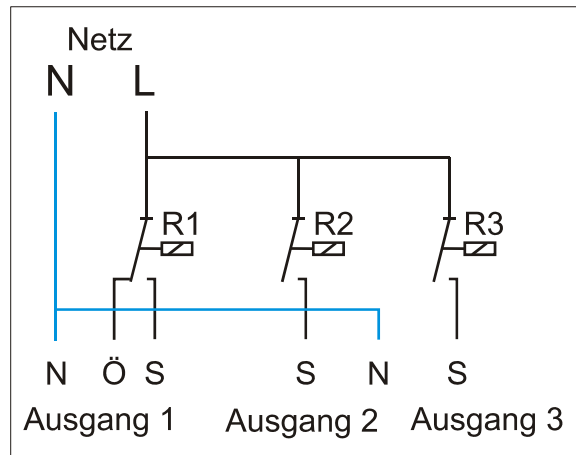 Netz
N L
R1 R2 R3
N Ö S S N S
Ausgang 1 Ausgang 2 Ausgang 3